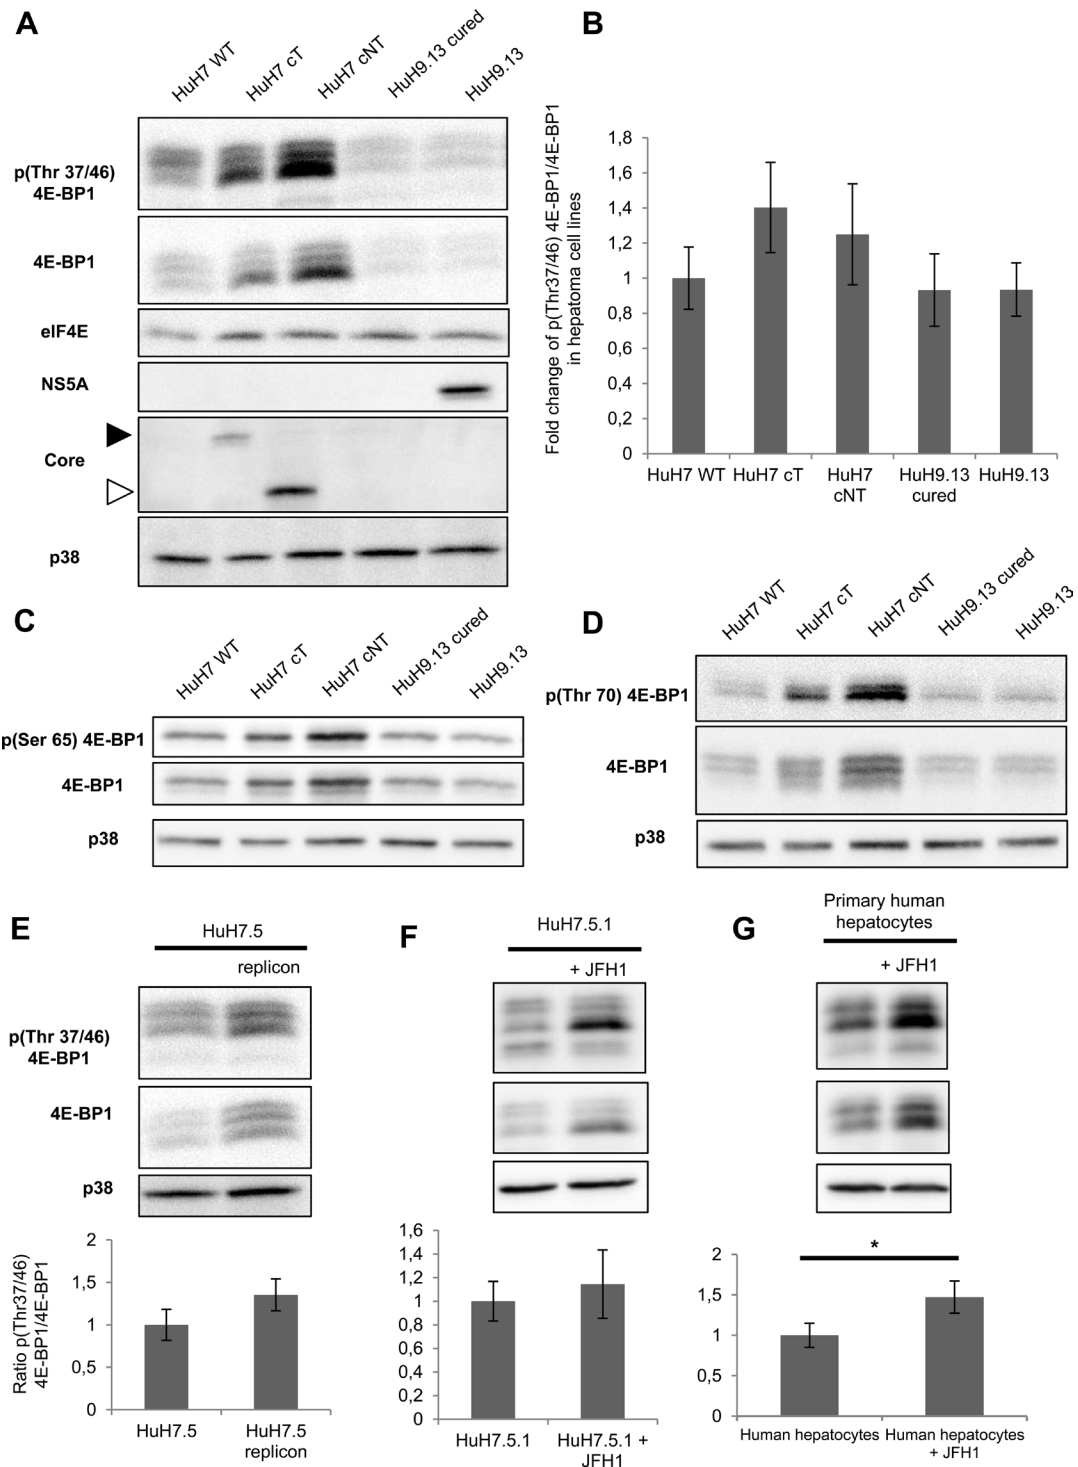 A
HuH7 WT
HuH7 cT
HuH7 cNT
HuH9.13 cured
HuH9.13
p(Thr 37/46)
4E-BP1
4E-BP1
eIF4E
NS5A
Core
p38
B
Fold change of p(Thr37/46) 4E-BP1/4E-BP1
in hepatoma cell lines
1,8
1,6
1,4
1,2
1
0,8
0,6
0,4
0,2
0
HuH7 WT
HuH7 cT
HuH7
cNT
HuH9.13
cured
HuH9.13
C
HuH7 WT
HuH7 cT
HuH7 cNT
HuH9.13 cured
HuH9.13
p(Ser 65) 4E-BP1
4E-BP1
p38
D
HuH7 WT
HuH7 cT
HuH7 cNT
HuH9.13 cured
HuH9.13
p(Thr 70) 4E-BP1
4E-BP1
p38
E
HuH7.5
replicon
p(Thr 37/46)
4E-BP1
4E-BP1
p38
Ratio p(Thr37/46)
4E-BP1/4E-BP1
2
1,5
1
0,5
0
HuH7.5
HuH7.5
replicon
F
HuH7.5.1
+ JFH1
1,6
1,4
1,2
1
0,8
0,6
0,4
0,2
0
HuH7.5.1
HuH7.5.1 +
JFH1
G
Primary human
hepatocytes
+ JFH1
*
2
1,5
1
0,5
0
Human hepatocytes
Human hepatocytes
+ JFH1